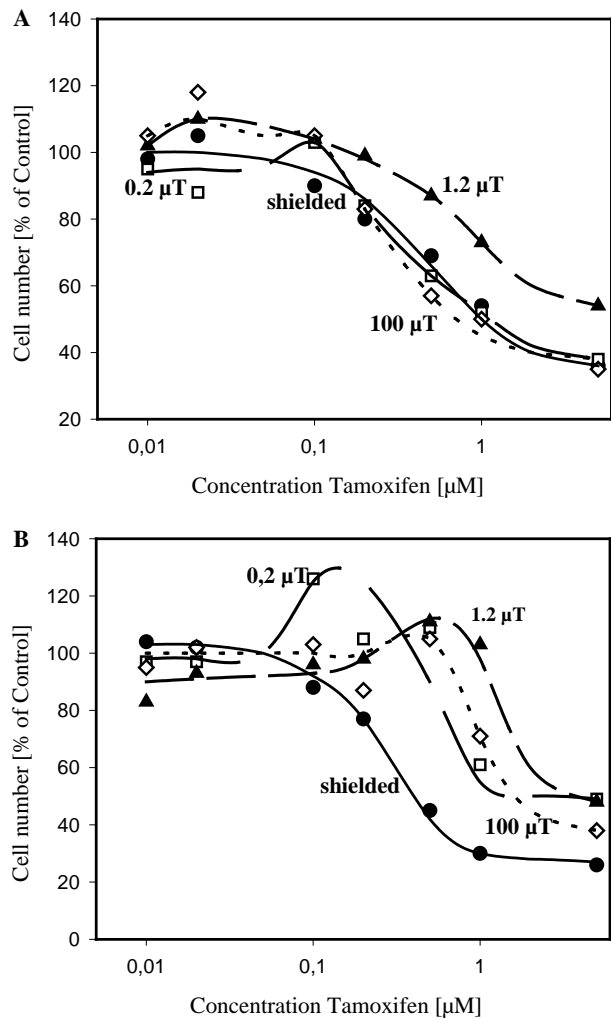 A
140
120
100
80
60
40
20
Cell number [% of Control]
0.2 µT
shielded
1.2 µT
100 µT
0,01
0,1
1
Concentration Tamoxifen [µM]
B
140
120
100
80
60
40
20
0
Cell number [% of Control]
0,2 µT
1.2 µT
shielded
100 µT
0,01
0,1
1
Concentration Tamoxifen [µM]